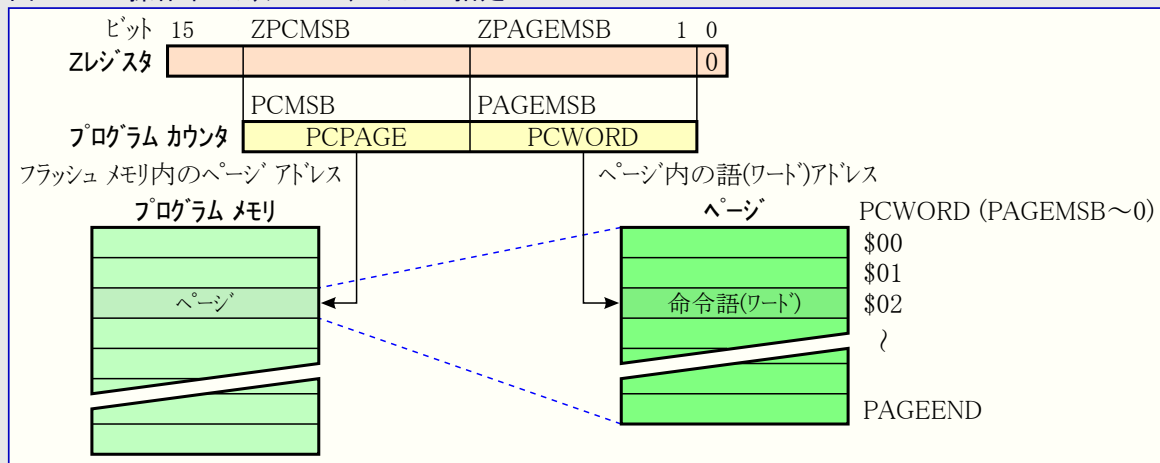 ビット 15 ZPCMSB ZPAGEMSB 1 0
Zレジスタ 0
PCMSB PAGEMSB
プログラム カウンタ PCPAGE PCWORD
フラッシュ メモリ内のページ アドレス ページ内の語(ワード)アドレス
プログラム メモリ ページ PCWORD (PAGEMSB～0)
$00
$01
ページ 命令語(ワード) $02
～
PAGEEND